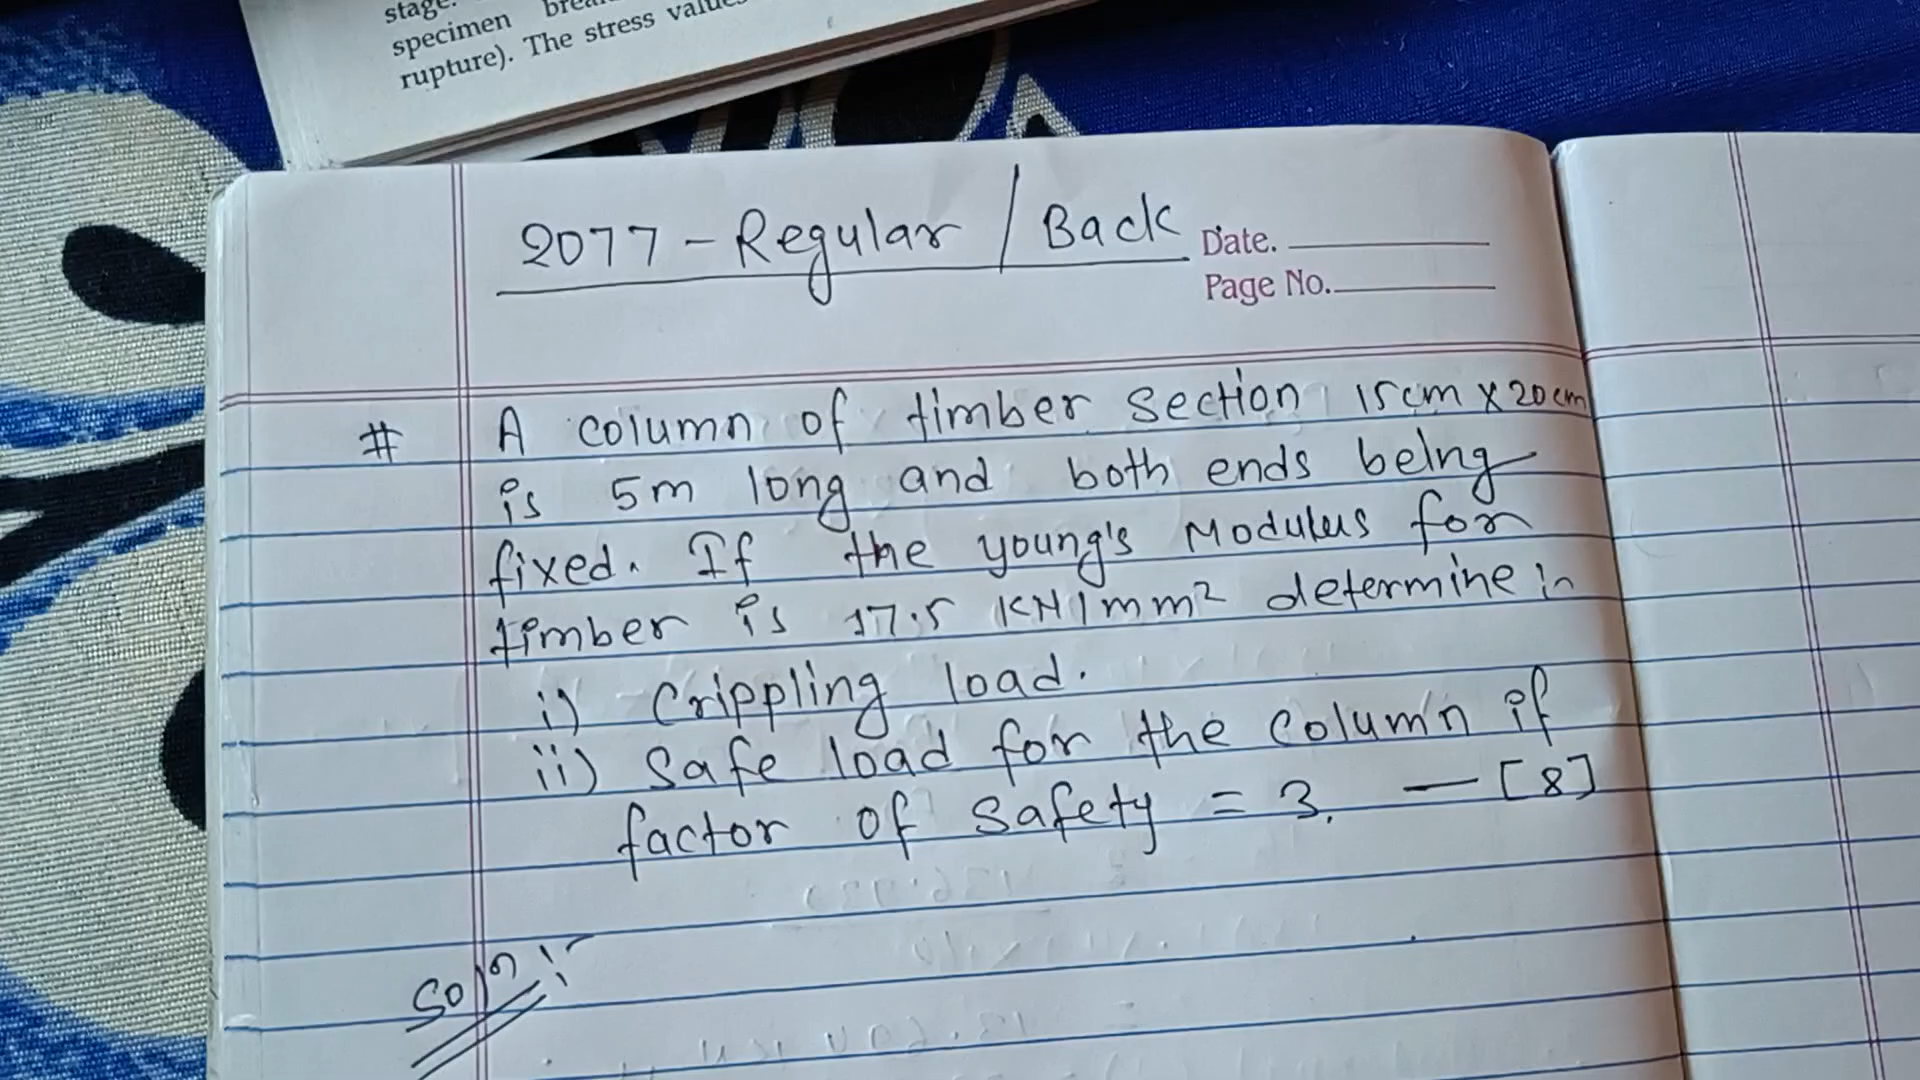 stage.
specimen
rupture). The stress
2077 - Regular / Back
Date.
Page No.
# A column of timber section 15cm x 20cm
is 5m long and both ends being
fixed. If the young's Modulus for
timber is 17.5 KN/mm² determine in
i) Crippling load.
ii) Safe load for the column if
factor of safety = 3. — [8]
Soln:-